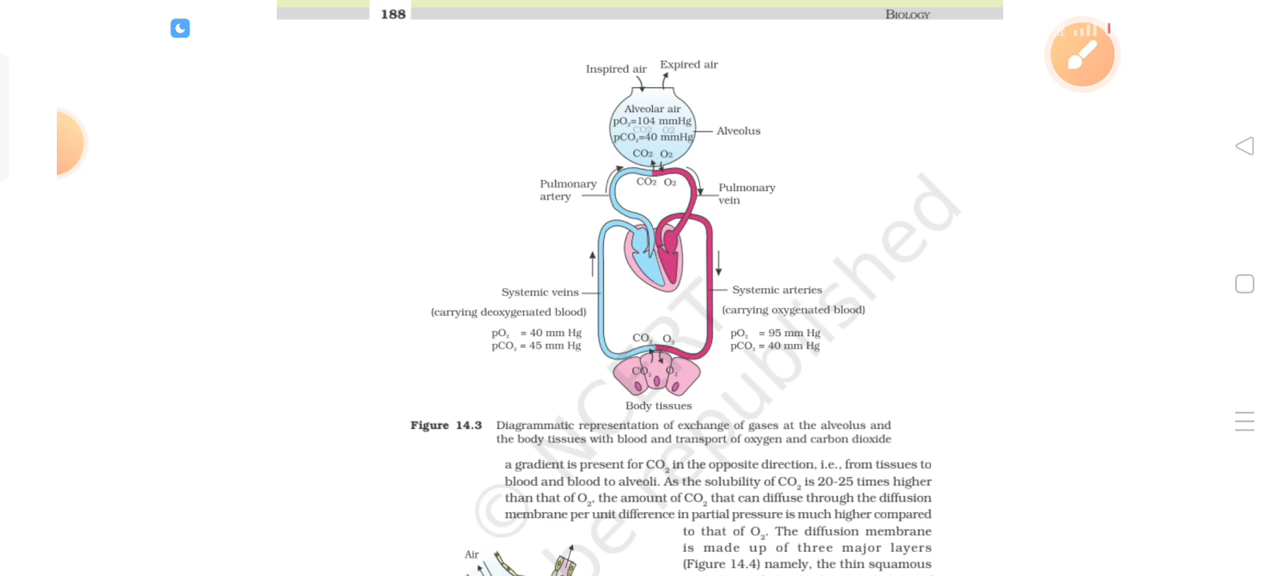 188
BIOLOGY
Inspired air
Expired air
Alveolar air
pO₂=104 mmHg
CO2 O2
pCO₂=40 mmHg
Alveolus
CO2 O2
CO2 O2
Pulmonary
artery
Pulmonary
vein
Systemic veins
(carrying deoxygenated blood)
pO₂ = 40 mm Hg
pCO₂ = 45 mm Hg
Systemic arteries
(carrying oxygenated blood)
pO₂ = 95 mm Hg
pCO₂ = 40 mm Hg
CO₂ O₂
CO₂ O₂
Body tissues
Figure 14.3 Diagrammatic representation of exchange of gases at the alveolus and
the body tissues with blood and transport of oxygen and carbon dioxide
a gradient is present for CO₂ in the opposite direction, i.e., from tissues to
blood and blood to alveoli. As the solubility of CO₂ is 20-25 times higher
than that of O₂, the amount of CO₂ that can diffuse through the diffusion
membrane per unit difference in partial pressure is much higher compared
to that of O₂. The diffusion membrane
is made up of three major layers
(Figure 14.4) namely, the thin squamous
Air
© NCERT
be republished